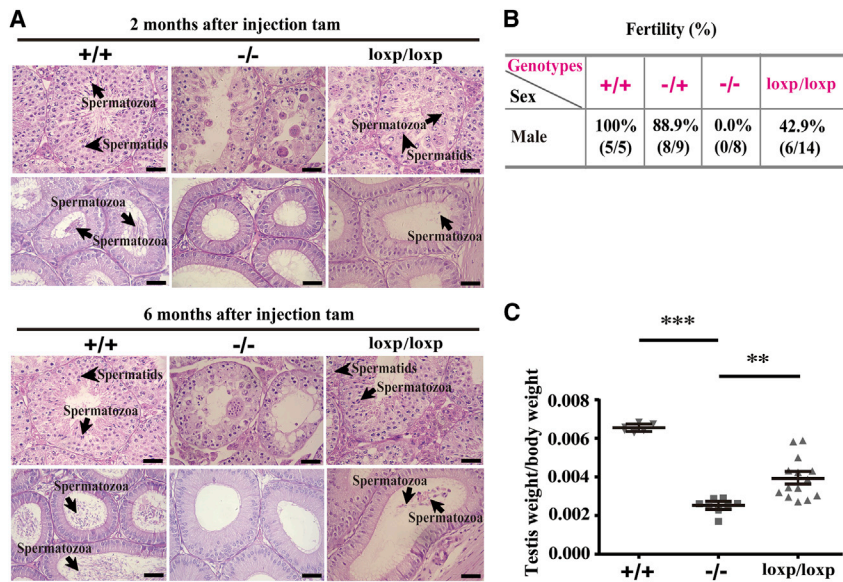 A
2 months after injection tam
+/+ -/- loxp/loxp
Spermatozoa
Spermatids
Spermatozoa
Spermatids
Spermatozoa
Spermatozoa
Spermatozoa
6 months after injection tam
+/+ -/- loxp/loxp
Spermatids
Spermatozoa
Spermatids
Spermatozoa
Spermatozoa
Spermatozoa
Spermatozoa
Spermatozoa
B
Fertility (%)
Genotypes +/+ -/+ -/- loxp/loxp
Sex
Male 100% 88.9% 0.0% 42.9%
(5/5) (8/9) (0/8) (6/14)
C
***
**
Testis weight/body weight
0.008
0.006
0.004
0.002
0.000
+/+ -/- loxp/loxp